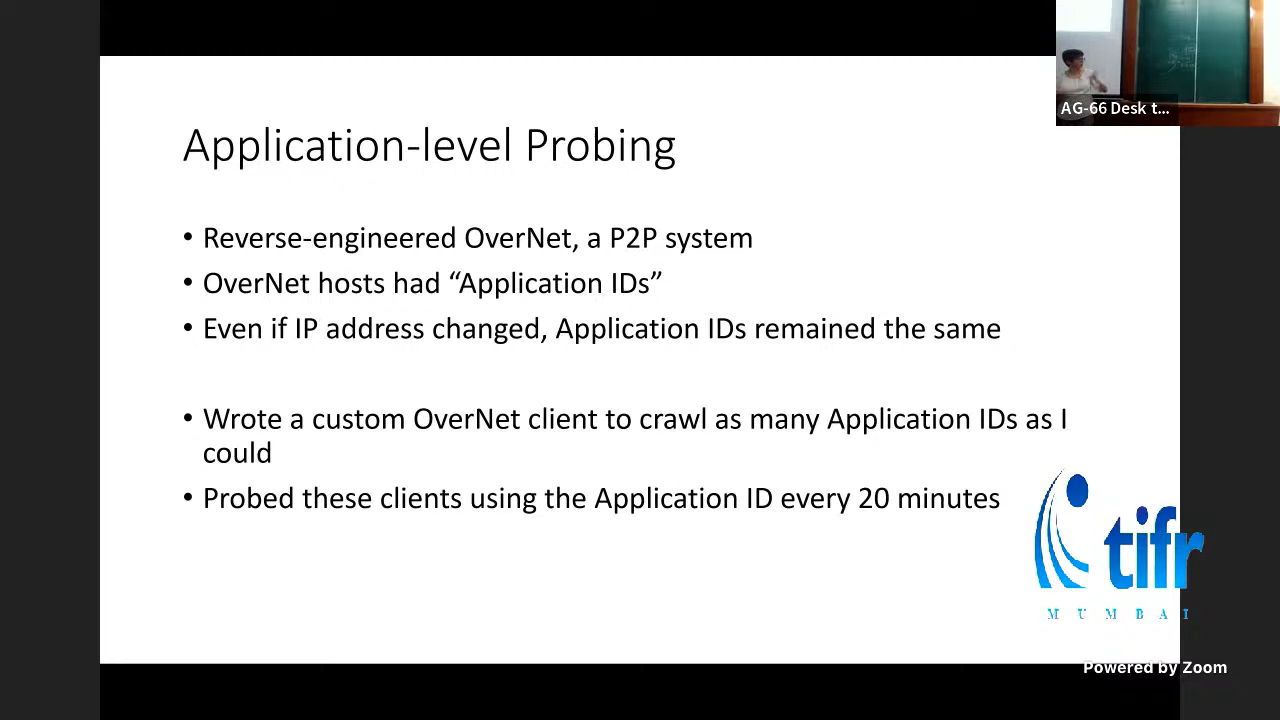 AG-66 Desk t...
Application-level Probing
• Reverse-engineered OverNet, a P2P system
• OverNet hosts had “Application IDs”
• Even if IP address changed, Application IDs remained the same
• Wrote a custom OverNet client to crawl as many Application IDs as I
could
• Probed these clients using the Application ID every 20 minutes
tifr
MUMBAI
Powered by Zoom